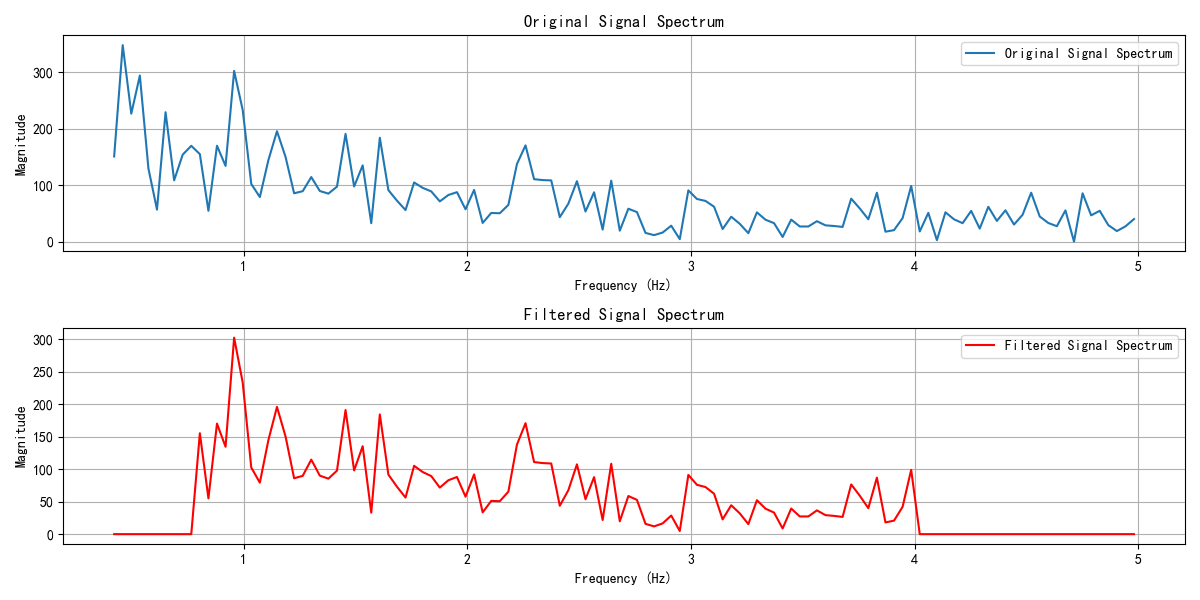 Original Signal Spectrum
Original Signal Spectrum
Magnitude
300
200
100
0
1
2
3
4
5
Frequency (Hz)
Filtered Signal Spectrum
Filtered Signal Spectrum
Magnitude
300
250
200
150
100
50
0
1
2
3
4
5
Frequency (Hz)